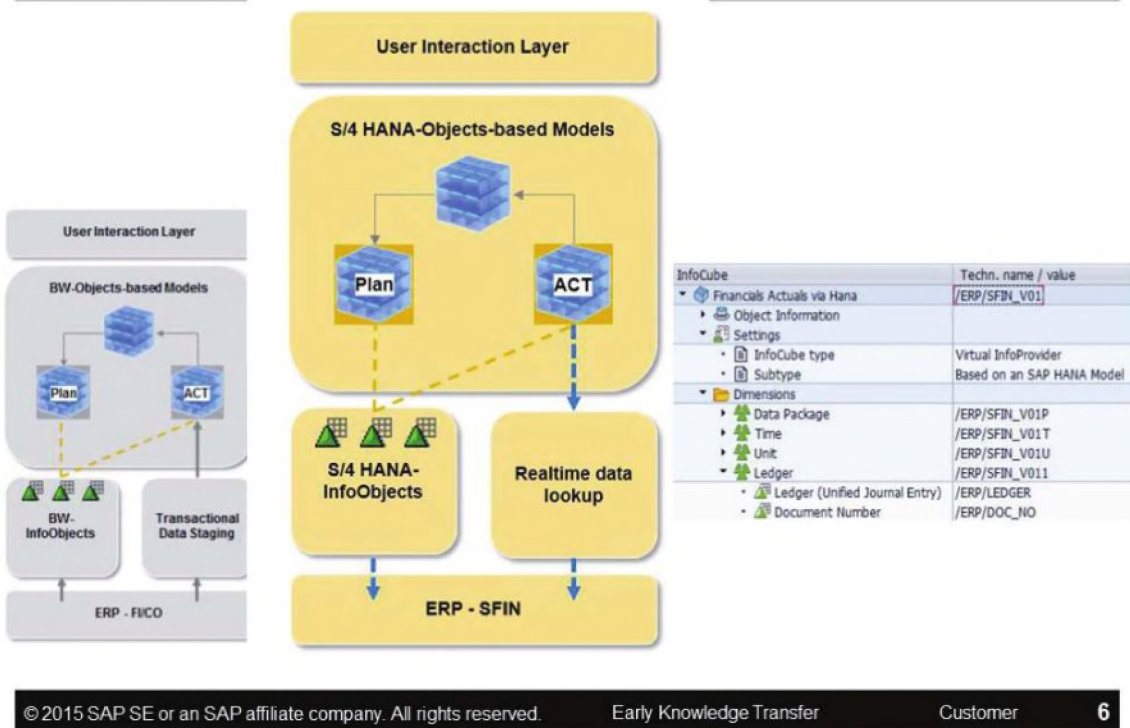 User Interaction Layer
S/4 HANA-Objects-based Models
Plan
ACT
S/4 HANA-
InfoObjects
Realtime data
lookup
ERP - SFIN
User Interaction Layer
BW-Objects-based Models
Plan
ACT
BW-
InfoObjects
Transactional
Data Staging
ERP - FI/CO
InfoCube Techn. name / value
Financials Actuals via Hana /ERP/SFIN_V01
Object Information
Settings
InfoCube type Virtual InfoProvider
Subtype Based on an SAP HANA Model
Dimensions
Data Package /ERP/SFIN_V01P
Time /ERP/SFIN_V01T
Unit /ERP/SFIN_V01U
Ledger /ERP/SFIN_V011
Ledger (Unified Journal Entry) /ERP/LEDGER
Document Number /ERP/DOC_NO
© 2015 SAP SE or an SAP affiliate company. All rights reserved. Early Knowledge Transfer Customer 6